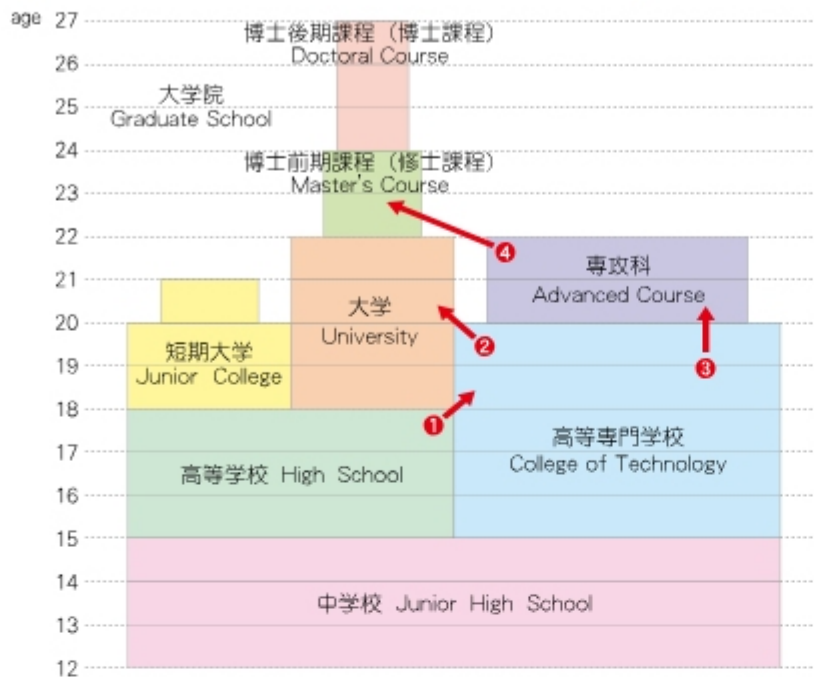 age 27
博士後期課程（博士課程）
Doctoral Course
26
大学院
25
Graduate School
24
博士前期課程（修士課程）
23
Master's Course
22
❹
専攻科
21
Advanced Course
大学
University
20
❷
短期大学
19
Junior College
❸
18
❶
高等専門学校
17
College of Technology
高等学校 High School
16
15
14
中学校 Junior High School
13
12